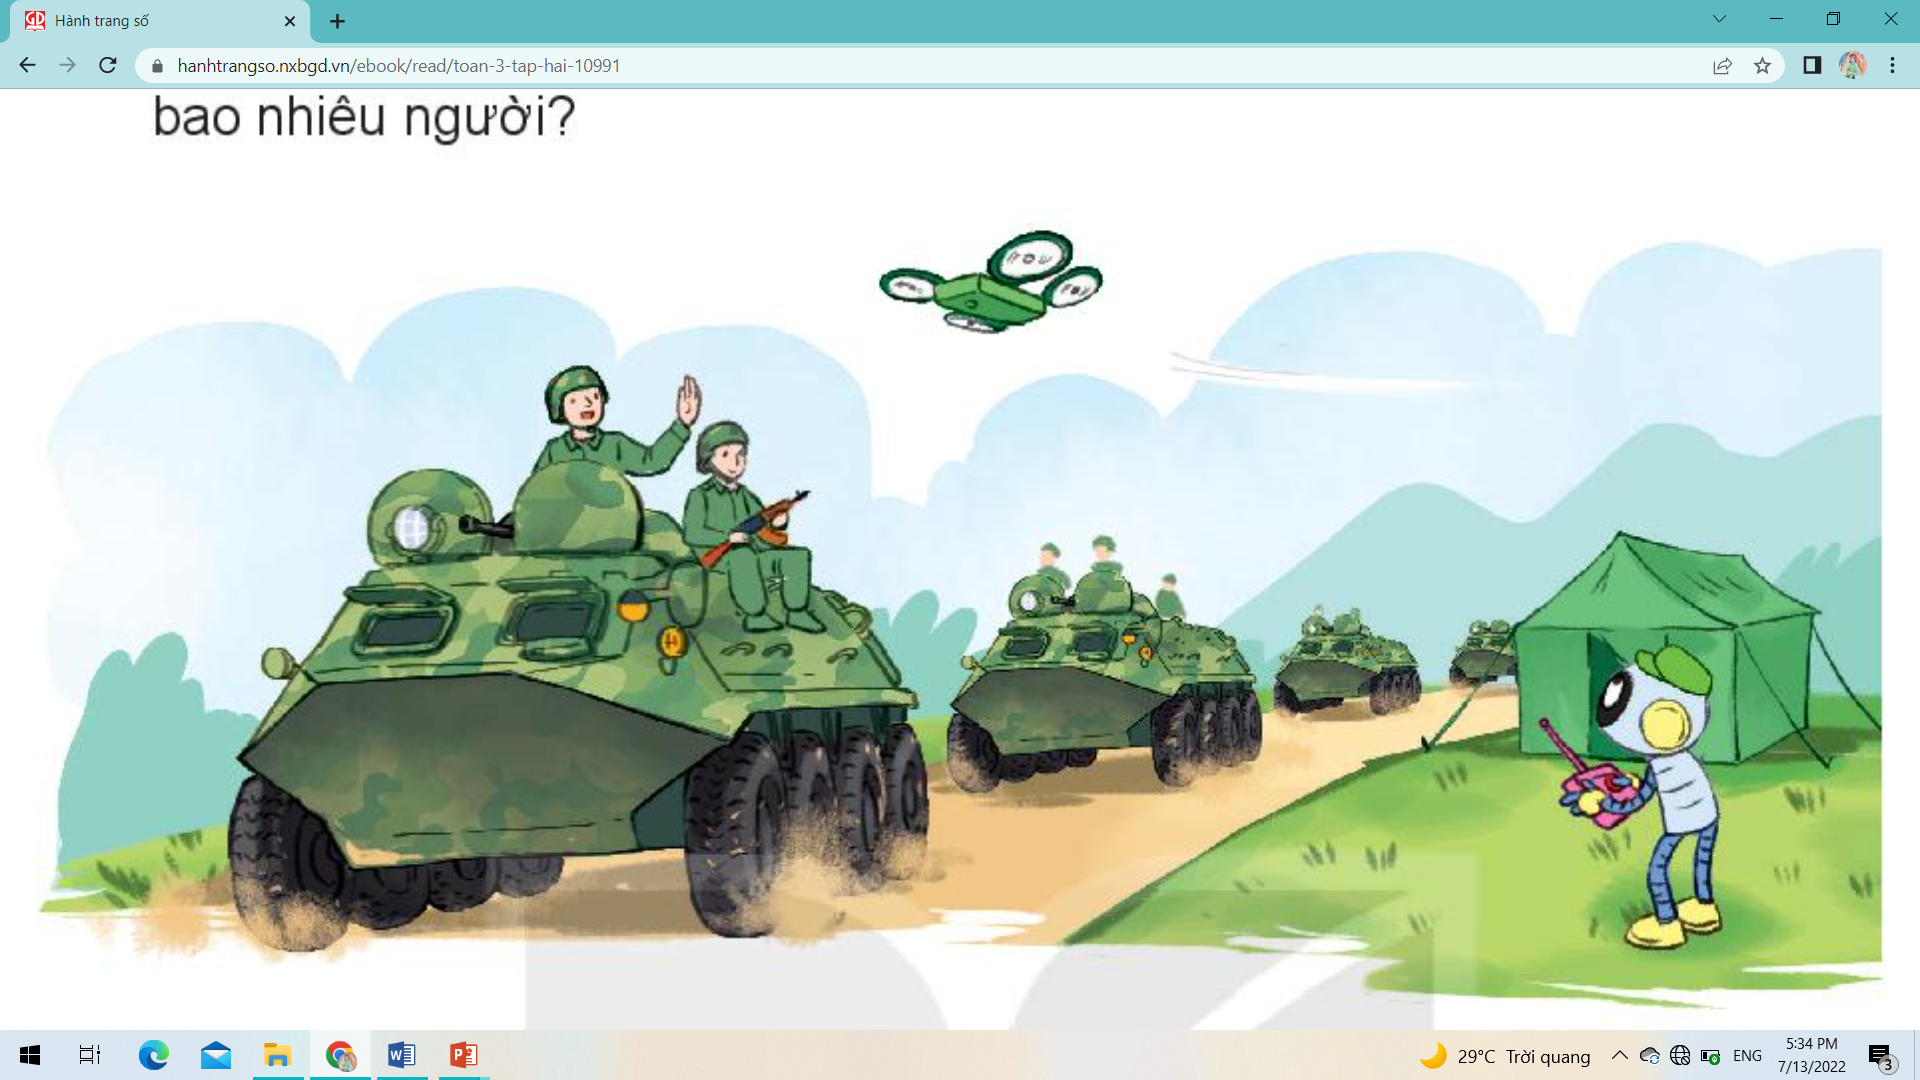 Hành trang số
hanhtrangso.nxbgd.vn/ebook/read/toan-3-tap-hai-10991
bao nhiêu người?
29°C Trời quang
ENG
5:34 PM
7/13/2022
3